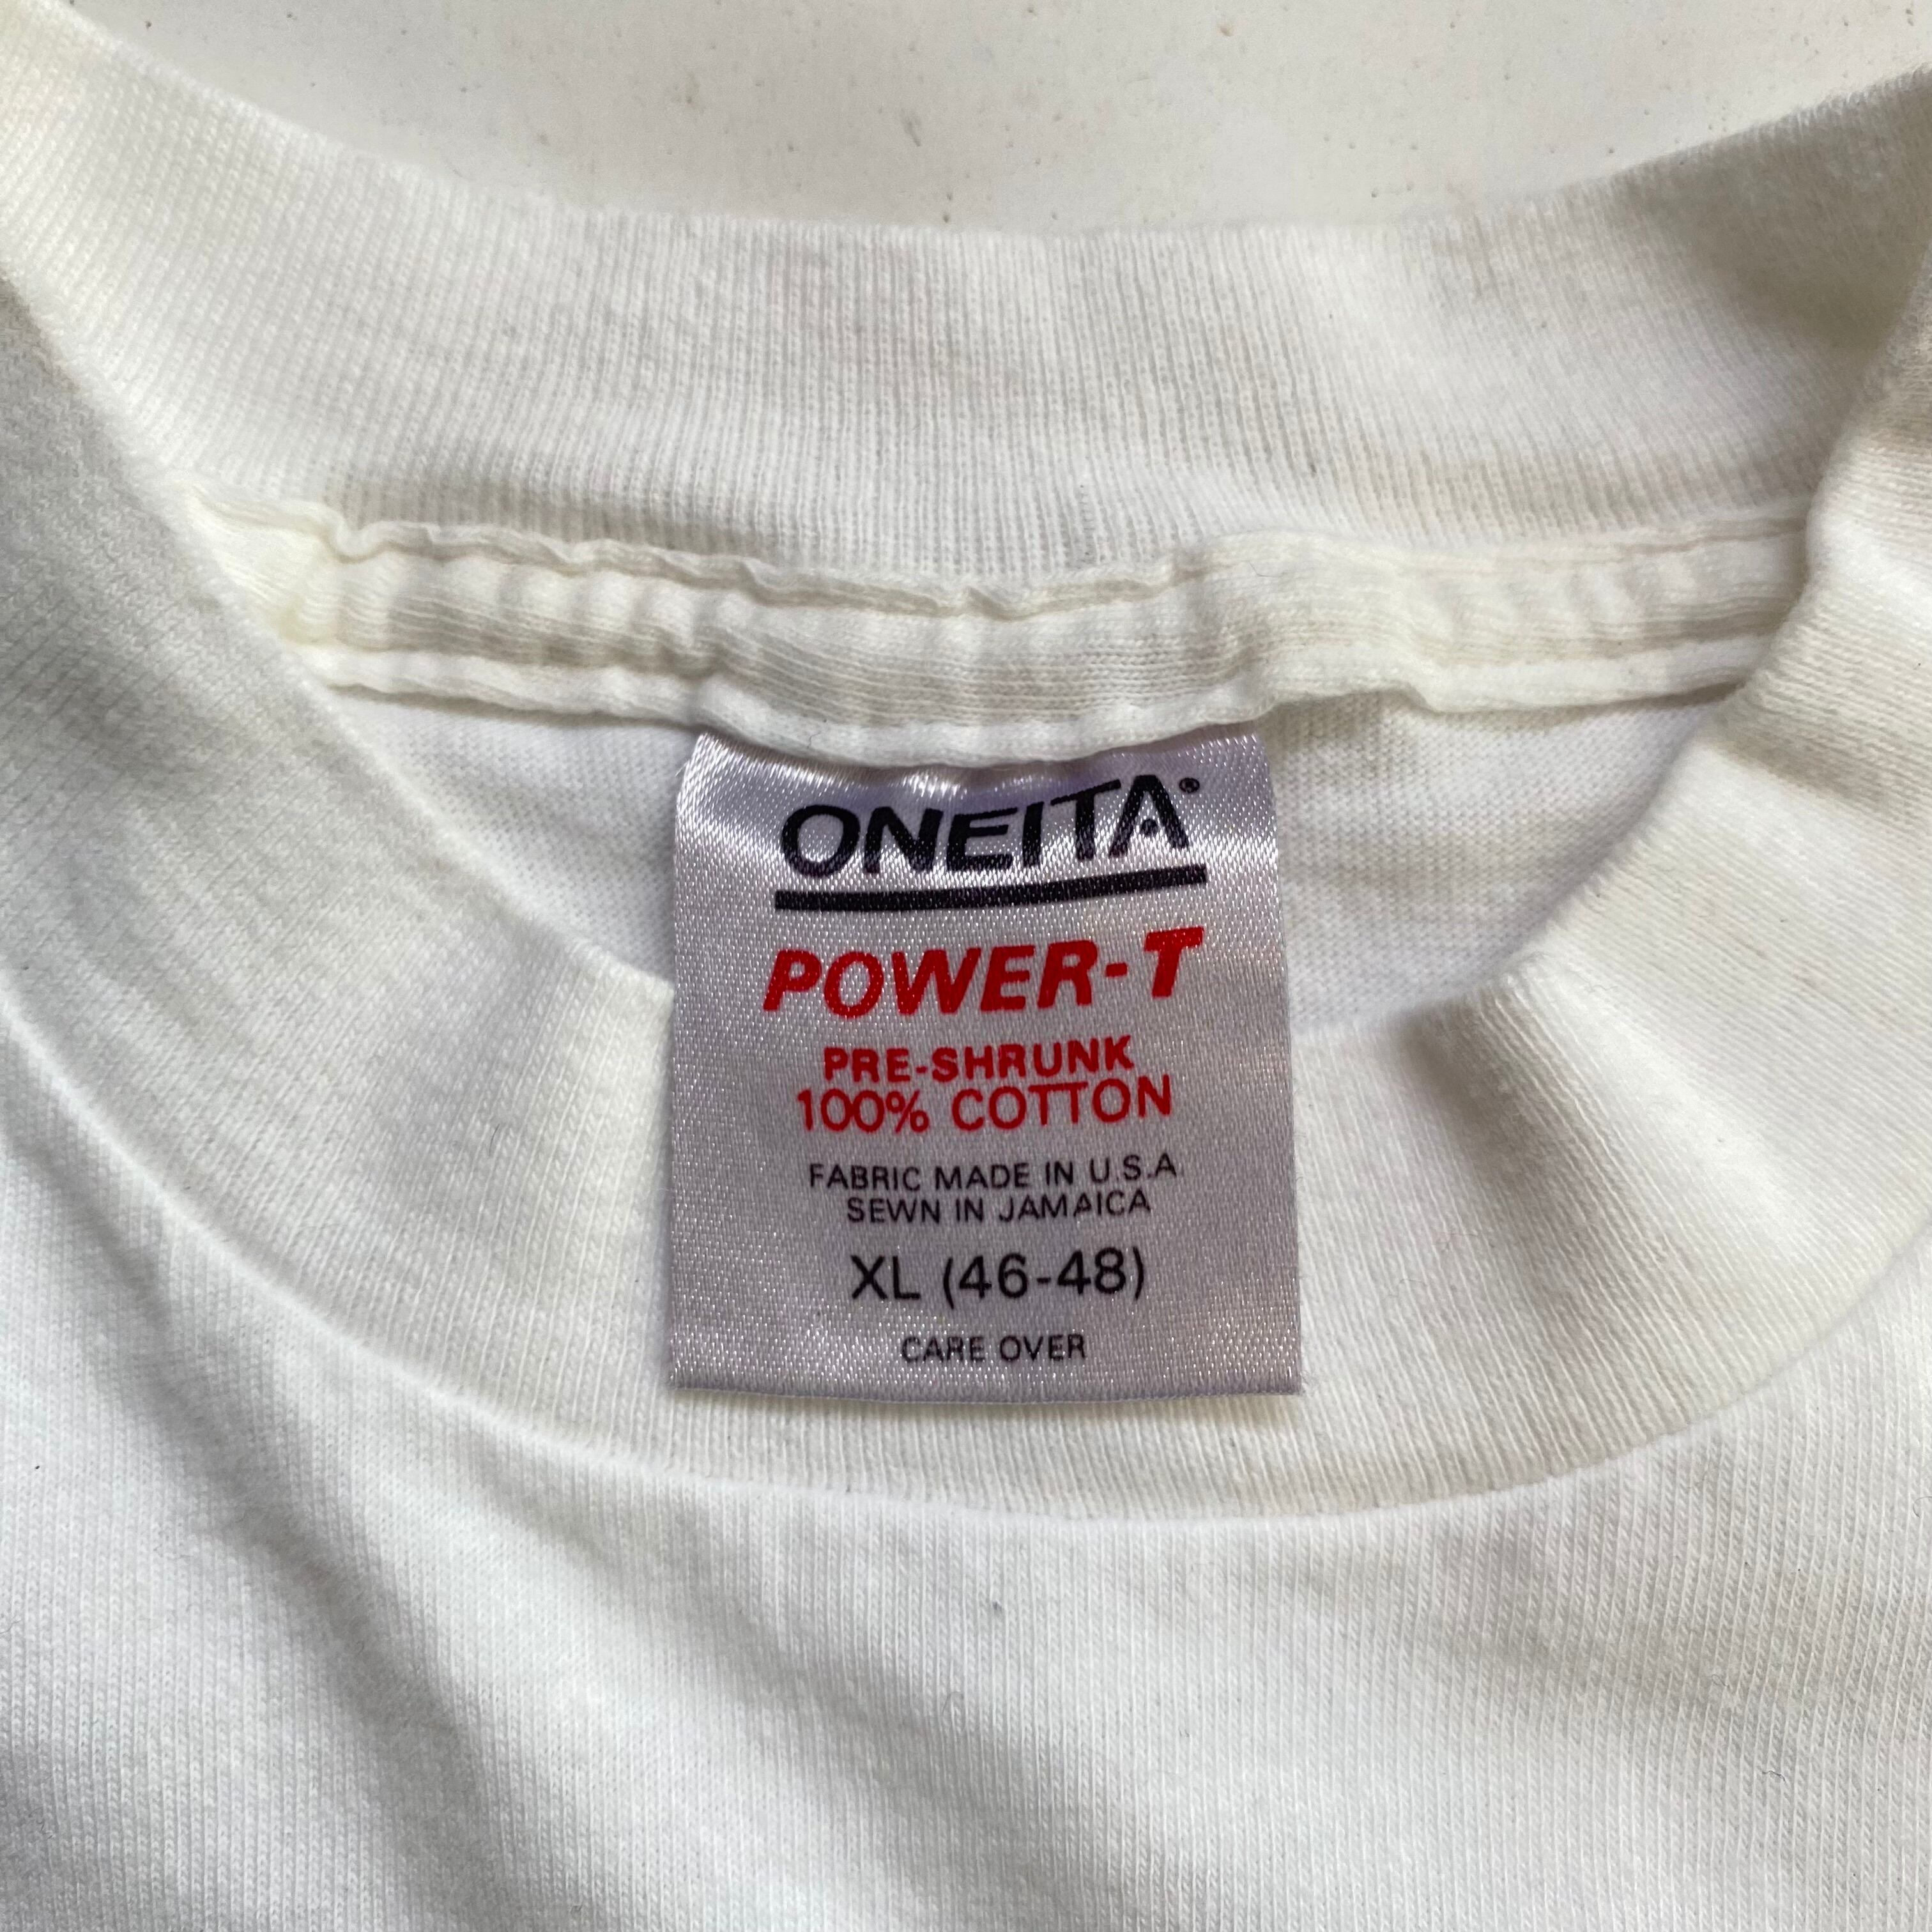 ONEITA®
POWER-T
PRE-SHRUNK
100% COTTON
FABRIC MADE IN U.S.A
SEWN IN JAMAICA
XL (46-48)
CARE OVER